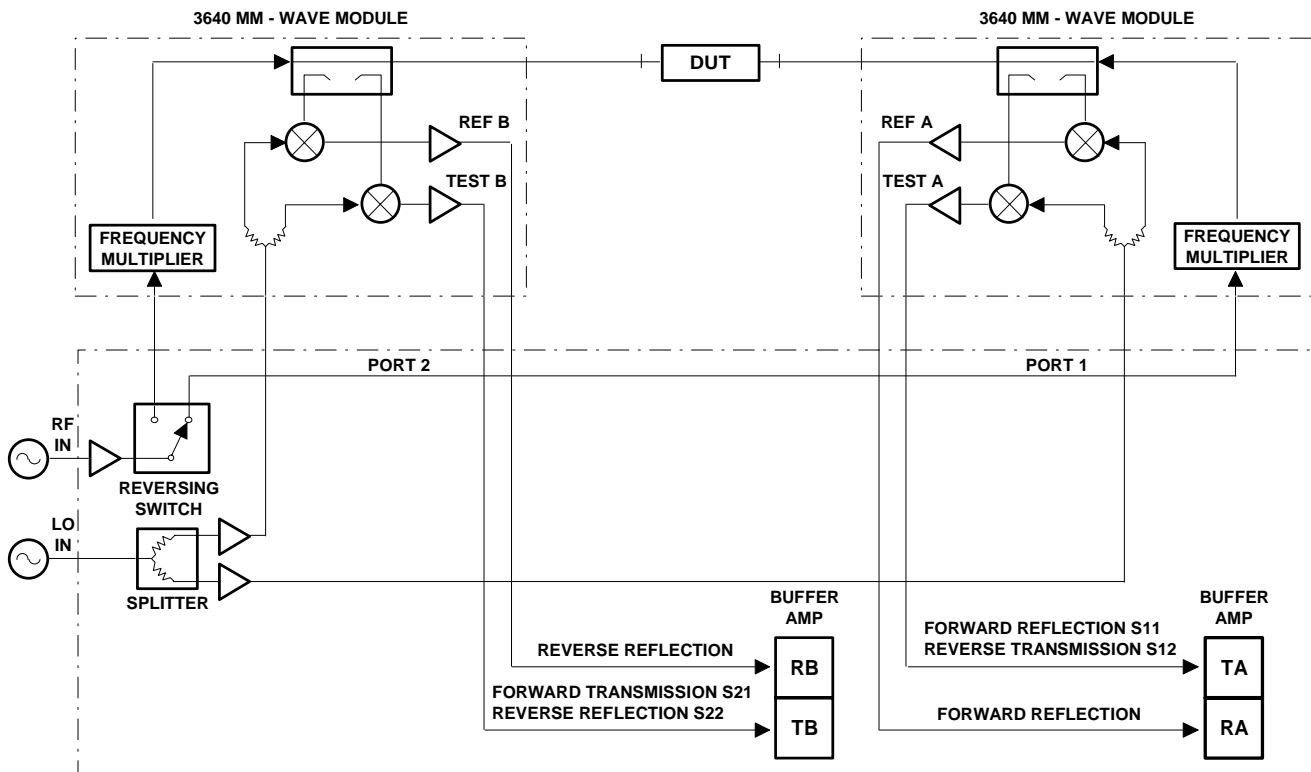 3640 MM - WAVE MODULE
3640 MM - WAVE MODULE
DUT
REF B
TEST B
REF A
TEST A
FREQUENCY
MULTIPLIER
FREQUENCY
MULTIPLIER
PORT 2
PORT 1
RF
IN
REVERSING
SWITCH
LO
IN
SPLITTER
BUFFER
AMP
REVERSE REFLECTION
RB
FORWARD TRANSMISSION S21
REVERSE REFLECTION S22
TB
BUFFER
AMP
FORWARD REFLECTION S11
REVERSE TRANSMISSION S12
TA
FORWARD REFLECTION
RA